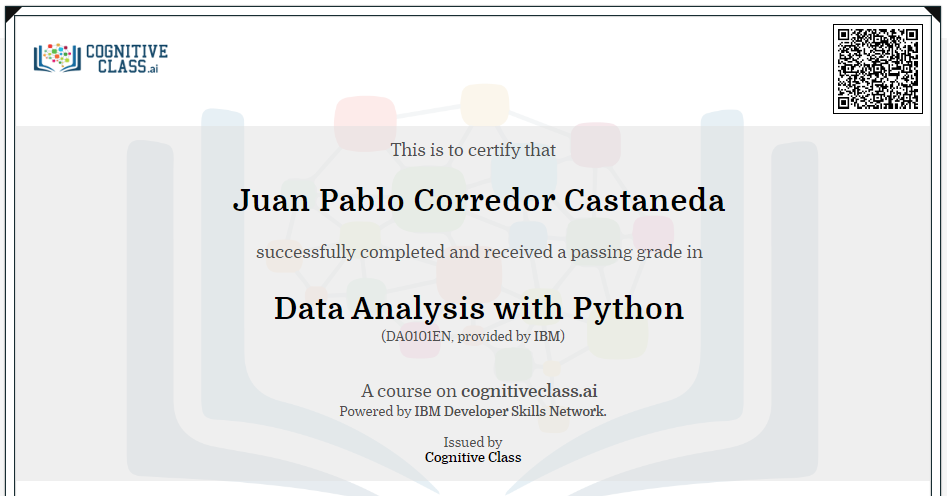 COGNITIVE
CLASS.ai
This is to certify that
Juan Pablo Corredor Castaneda
successfully completed and received a passing grade in
Data Analysis with Python
(DA0101EN, provided by IBM)
A course on cognitiveclass.ai
Powered by IBM Developer Skills Network.
Issued by
Cognitive Class